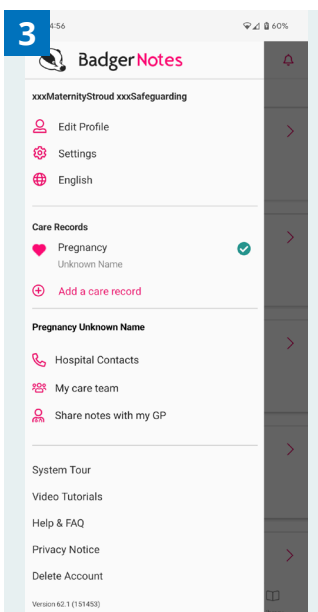 3
4:56
60%
BadgerNotes
xxxMaternityStroud xxxSafeguarding
Edit Profile
Settings
English
Care Records
Pregnancy
Unknown Name
Add a care record
Pregnancy Unknown Name
Hospital Contacts
My care team
Share notes with my GP
System Tour
Video Tutorials
Help & FAQ
Privacy Notice
Delete Account
Version 62.1 (151453)